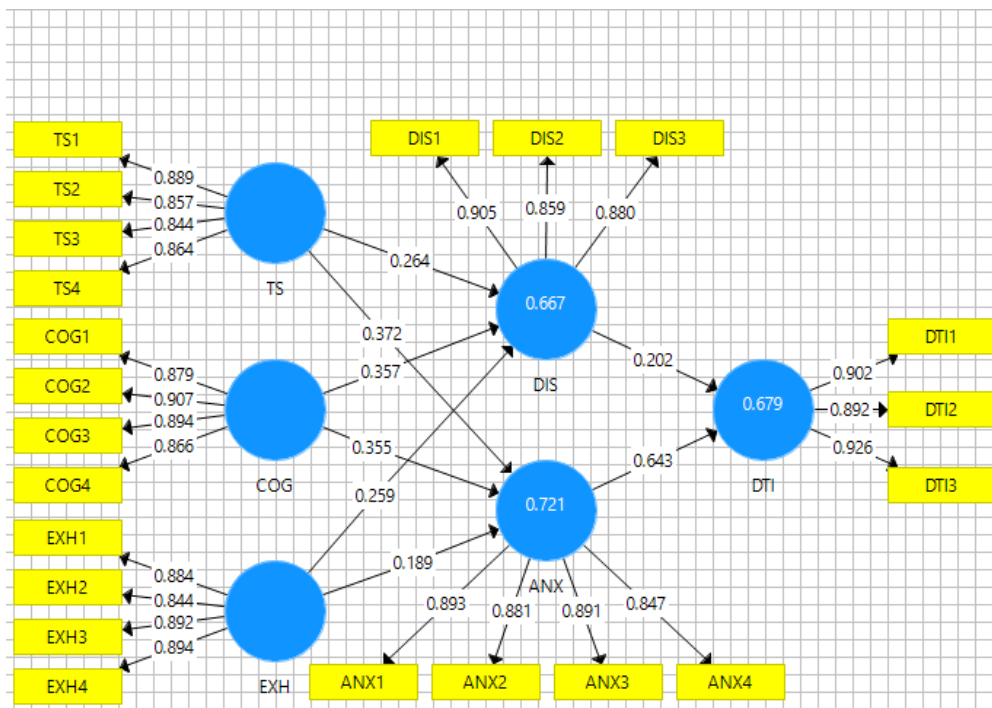 DIS1
DIS2
DIS3
TS1
TS2
TS3
TS4
0.889
0.857
0.844
0.864
TS
0.905
0.859
0.880
0.264
0.372
0.357
0.667
DIS
COG1
COG2
COG3
COG4
0.879
0.907
0.894
0.866
COG
0.355
0.259
0.202
0.643
0.679
DTI
0.902
0.892
0.926
DTI1
DTI2
DTI3
EXH1
EXH2
EXH3
EXH4
0.884
0.844
0.892
0.894
EXH
0.189
0.721
ANX
0.893
0.881
0.891
0.847
ANX1
ANX2
ANX3
ANX4